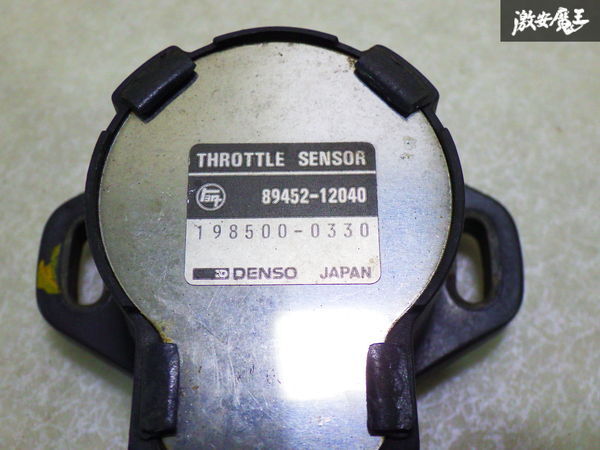 激安魔王
THROTTLE SENSOR
89452-12040
198500-0330
DENSO JAPAN